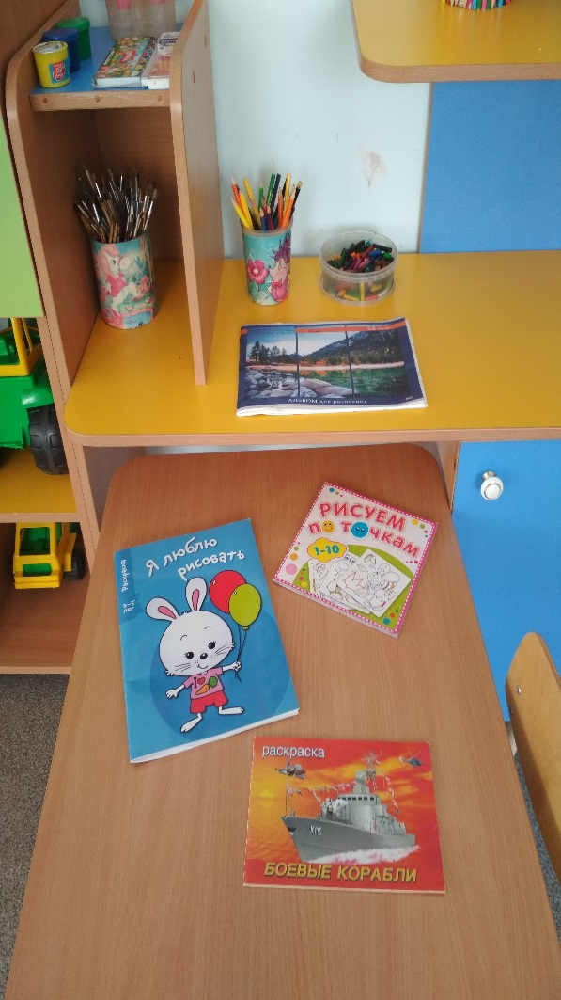 АЛЬБОМ для рисования
Я люблю
рисовать
Раскраска
3-5
лет
РИСУЕМ
по точкам
1-10
раскраска
БОЕВЫЕ КОРАБЛИ